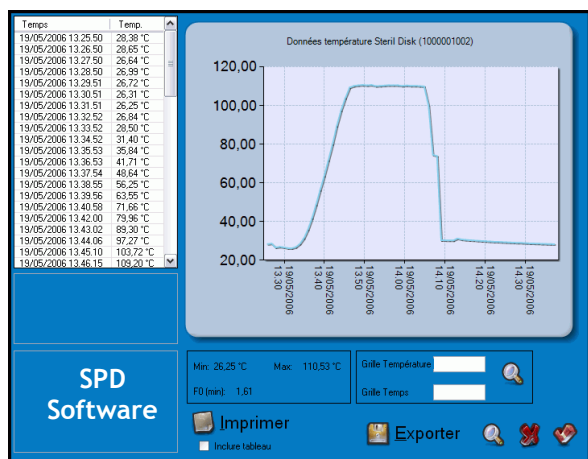 Temps Temp.
19/05/2006 13.25.50 28,38 °C
19/05/2006 13.26.50 28,65 °C
19/05/2006 13.27.50 26,64 °C
19/05/2006 13.28.50 26,99 °C
19/05/2006 13.29.51 26,72 °C
19/05/2006 13.30.51 26,31 °C
19/05/2006 13.31.51 26,25 °C
19/05/2006 13.32.52 26,84 °C
19/05/2006 13.33.52 28,50 °C
19/05/2006 13.34.52 31,40 °C
19/05/2006 13.35.53 35,84 °C
19/05/2006 13.36.53 41,71 °C
19/05/2006 13.37.54 48,64 °C
19/05/2006 13.38.55 56,25 °C
19/05/2006 13.39.56 63,55 °C
19/05/2006 13.40.58 71,66 °C
19/05/2006 13.42.00 79,96 °C
19/05/2006 13.43.02 89,30 °C
19/05/2006 13.44.06 97,27 °C
19/05/2006 13.45.10 103,72 °C
19/05/2006 13.46.15 109,20 °C
Données température Steril Disk (1000001002)
120,00
100,00
80,00
60,00
40,00
20,00
19/05/2006
13.30
19/05/2006
13.40
19/05/2006
13.50
19/05/2006
14.00
19/05/2006
14.10
19/05/2006
14.20
19/05/2006
14.30
SPD
Software
Min: 26,25 °C Max: 110,53 °C
F0 (min): 1,61
Grille Température
Grille Temps
Imprimer
Inclure tableau
Exporter